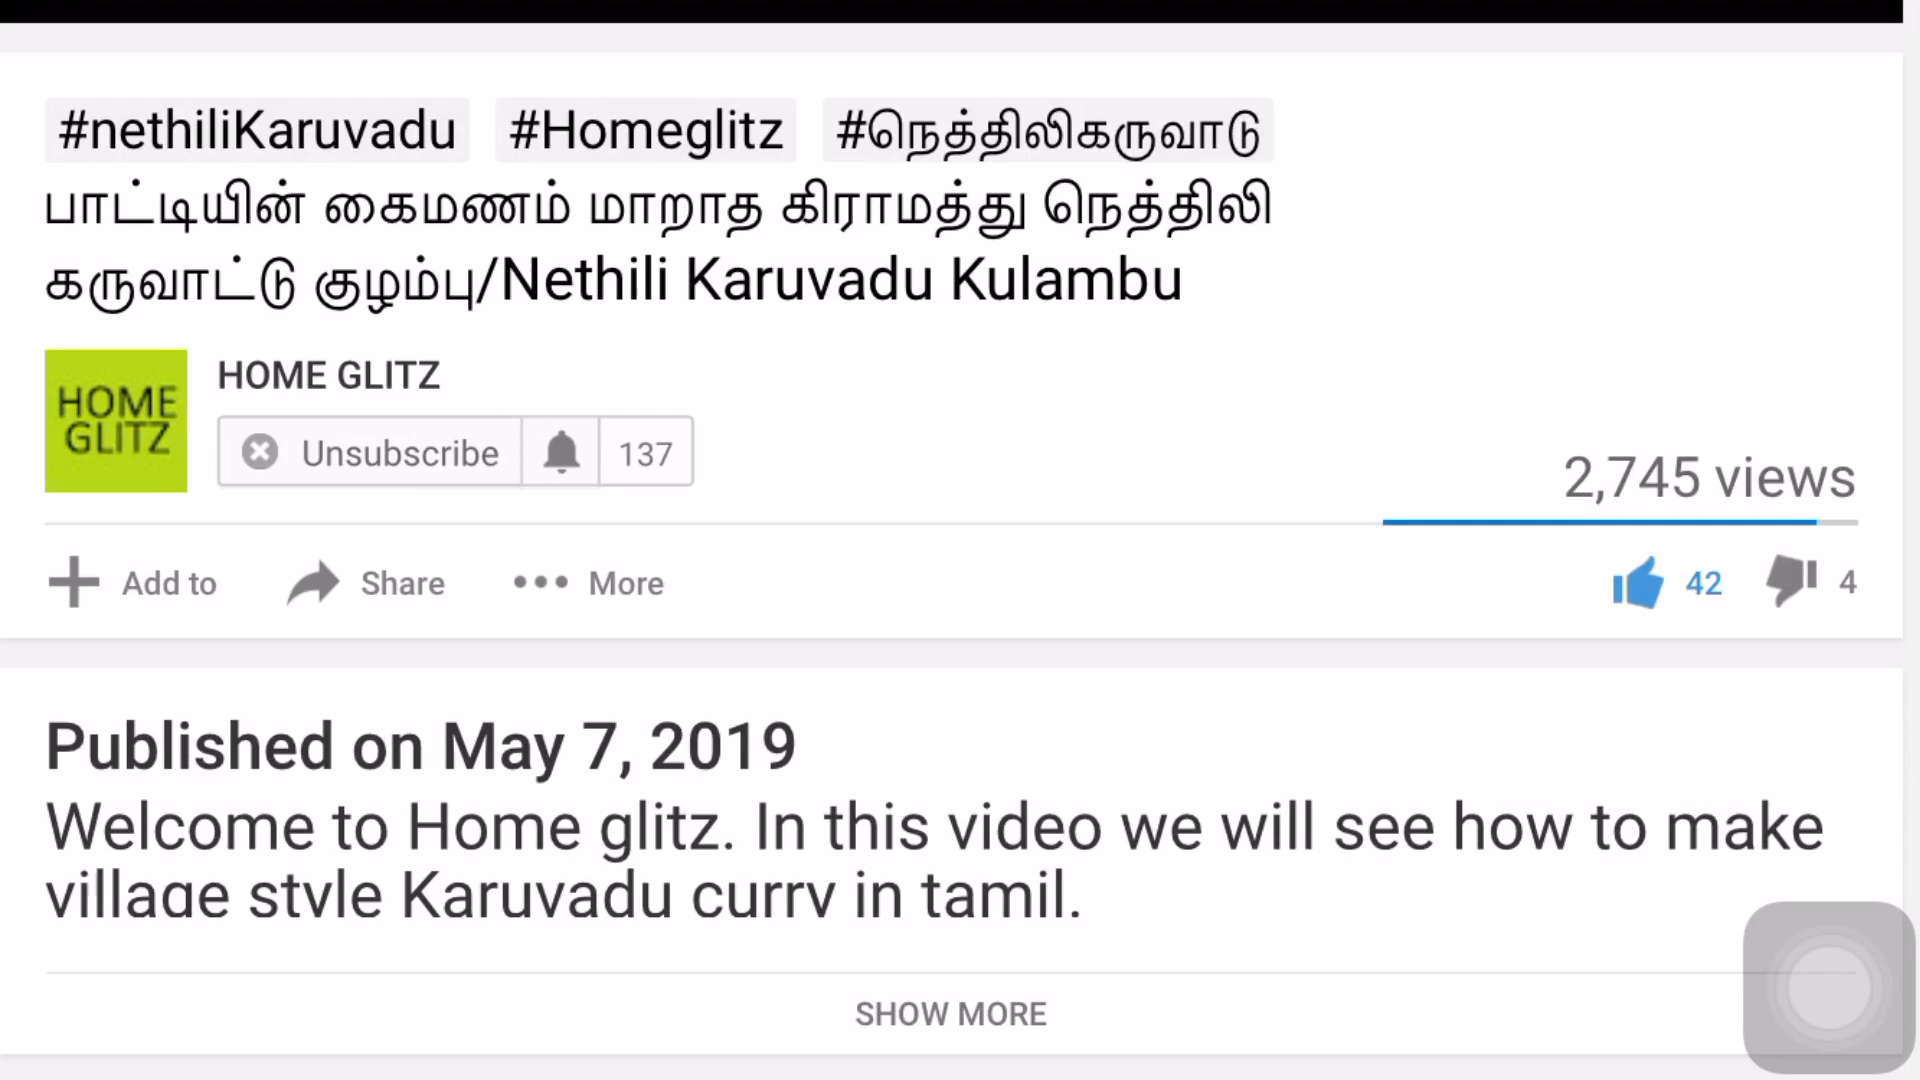 #nethiliKaruvadu #Homeglitz #நெத்திலிகருவாடு
பாட்டியின் கைமணம் மாறாத கிராமத்து நெத்திலி
கருவாட்டு குழம்பு/Nethili Karuvadu Kulambu
HOME
GLITZ
HOME GLITZ
Unsubscribe 137
2,745 views
Add to Share More 42 4
Published on May 7, 2019
Welcome to Home glitz. In this video we will see how to make
village style Karuvadu curry in tamil.
SHOW MORE